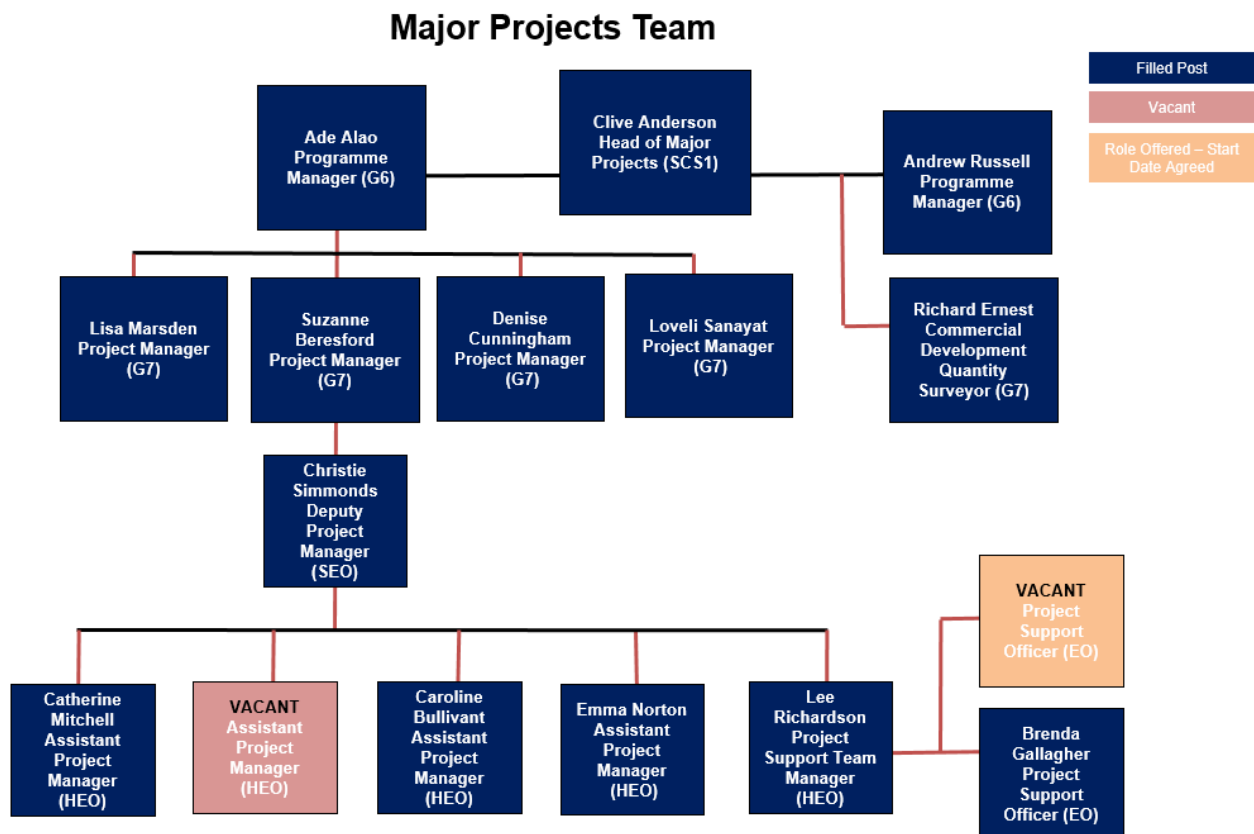 Major Projects Team
Filled Post
Vacant
Role Offered – Start
Date Agreed
Ade Alao
Programme
Manager (G6)
Clive Anderson
Head of Major
Projects (SCS1)
Andrew Russell
Programme
Manager (G6)
Lisa Marsden
Project Manager
(G7)
Suzanne
Beresford
Project Manager
(G7)
Denise
Cunningham
Project Manager
(G7)
Loveli Sanayat
Project Manager
(G7)
Richard Ernest
Commercial
Development
Quantity
Surveyor (G7)
Christie
Simmonds
Deputy
Project
Manager
(SEO)
Catherine
Mitchell
Assistant
Project
Manager
(HEO)
VACANT
Assistant
Project
Manager
(HEO)
Caroline
Bullivant
Assistant
Project
Manager
(HEO)
Emma Norton
Assistant
Project
Manager
(HEO)
Lee
Richardson
Project
Support Team
Manager
(HEO)
VACANT
Project
Support
Officer (EO)
Brenda
Gallagher
Project
Support
Officer (EO)